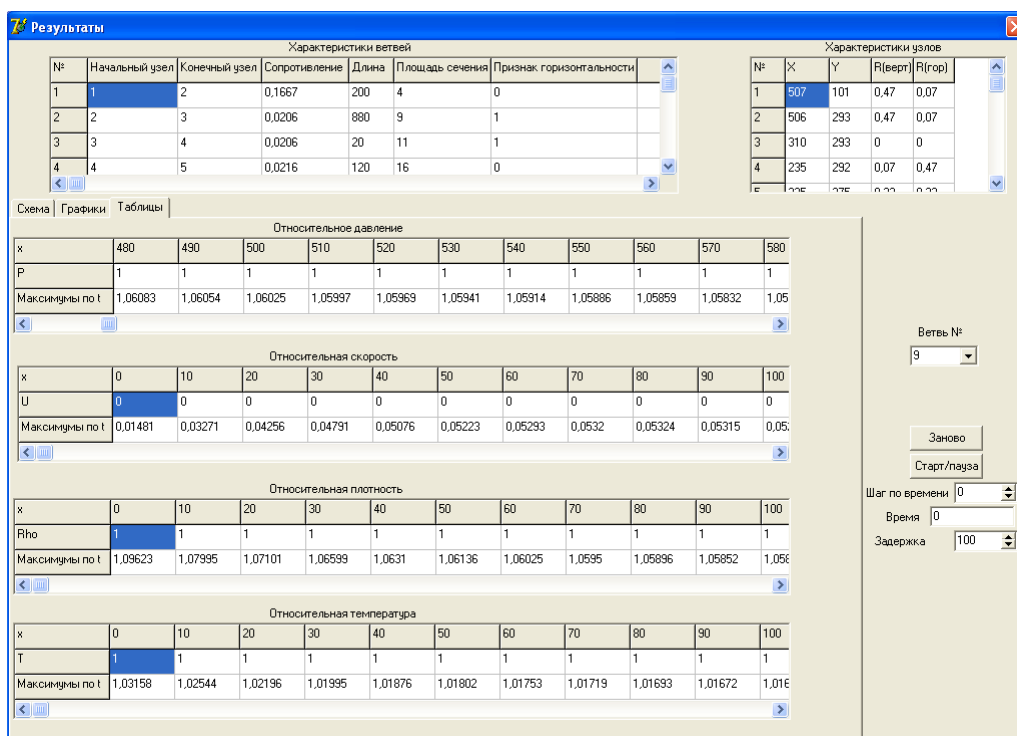 Результаты
Характеристики ветвей
Характеристики узлов
№ Начальный узел Конечный узел Сопротивление Длина Площадь сечения Признак горизонтальности
1 1 2 0,1667 200 4 0
2 2 3 0,0206 880 9 1
3 3 4 0,0206 20 11 1
4 4 5 0,0216 120 16 0
№ X Y R(верт) R(гор)
1 507 101 0,47 0,07
2 506 293 0,47 0,07
3 310 293 0 0
4 235 292 0,07 0,47
Схема Графики Таблицы
Относительное давление
x 480 490 500 510 520 530 540 550 560 570 580
P 1 1 1 1 1 1 1 1 1 1 1
Максимумы по t 1,06083 1,06054 1,06025 1,05997 1,05969 1,05941 1,05914 1,05886 1,05859 1,05832 1,05
Относительная скорость
x 0 10 20 30 40 50 60 70 80 90 100
U 0 0 0 0 0 0 0 0 0 0 0
Максимумы по t 0,01481 0,03271 0,04256 0,04791 0,05076 0,05223 0,05293 0,0532 0,05324 0,05315
Относительная плотность
x 0 10 20 30 40 50 60 70 80 90 100
Rho 1 1 1 1 1 1 1 1 1 1 1
Максимумы по t 1,09623 1,07995 1,07101 1,06599 1,0631 1,06136 1,06025 1,0595 1,05896 1,05852 1,058
Относительная температура
x 0 10 20 30 40 50 60 70 80 90 100
T 1 1 1 1 1 1 1 1 1 1 1
Максимумы по t 1,03158 1,02544 1,02196 1,01995 1,01876 1,01802 1,01753 1,01719 1,01693 1,01672 1,016
Ветвь №
9
Заново
Старт/пауза
Шаг по времени 0
Время 0
Задержка 100